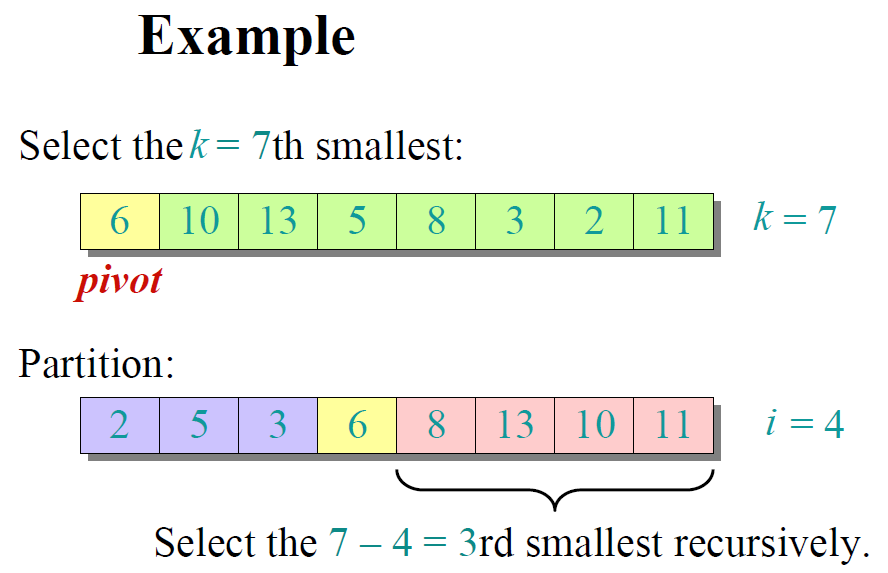 Example
Select the k = 7th smallest:
6 10 13 5 8 3 2 11 k = 7
pivot
Partition:
2 5 3 6 8 13 10 11 i = 4
Select the 7 – 4 = 3rd smallest recursively.